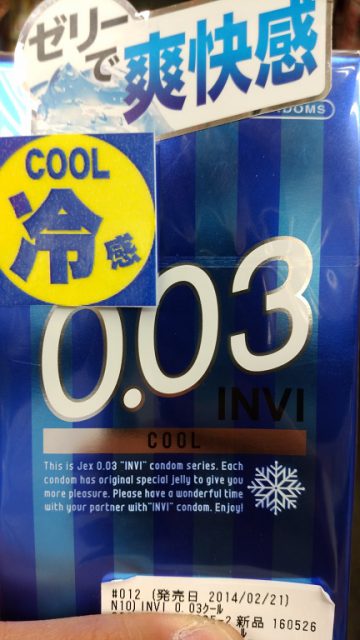 ゼリーで爽快感
COOL
冷感
0.03
INVI
COOL
This is Jex 0.03 "INVI" condom series. Each
condom has original special jelly to give you
more pleasure. Please have a wonderful time
with your partner with"INVI" condom. Enjoy!
#012 (発売日 2014/02/21)
N10) INVI 0.03クール
新品 160526